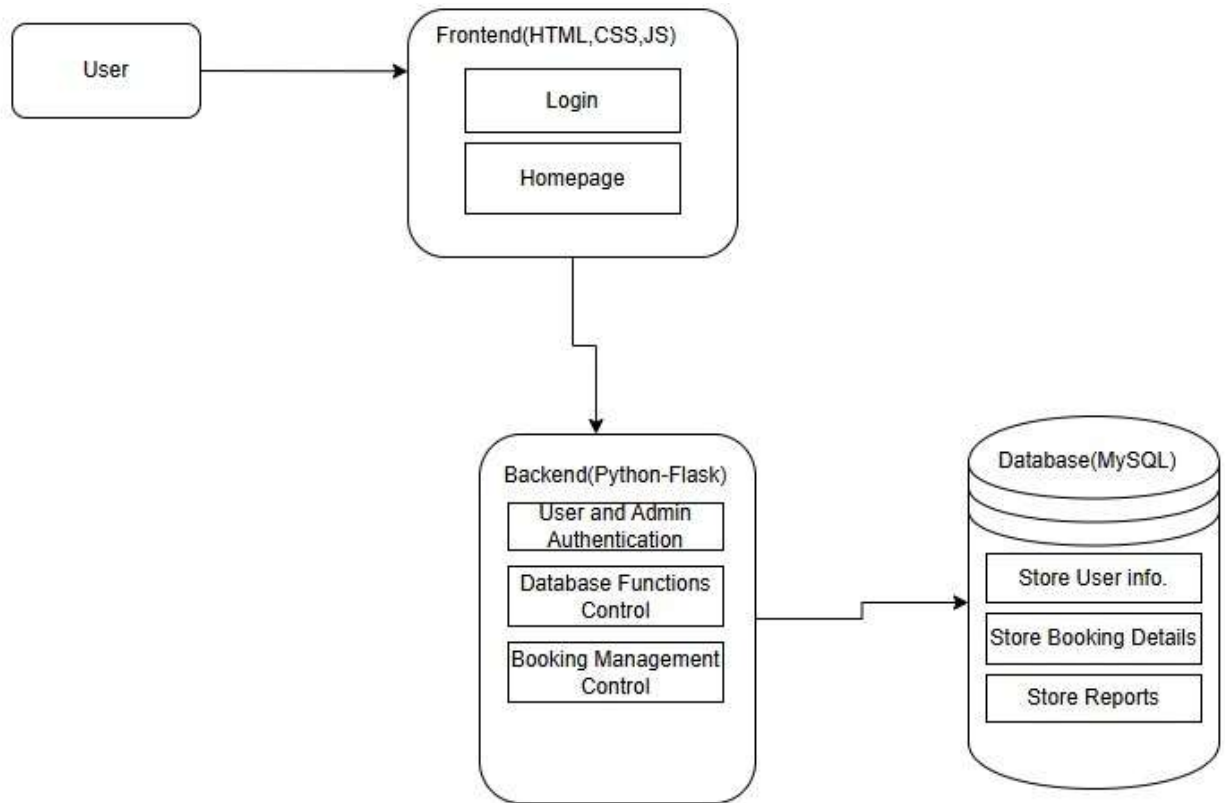 User
Frontend(HTML,CSS,JS)
Login
Homepage
Backend(Python-Flask)
User and Admin
Authentication
Database Functions
Control
Booking Management
Control
Database(MySQL)
Store User info.
Store Booking Details
Store Reports